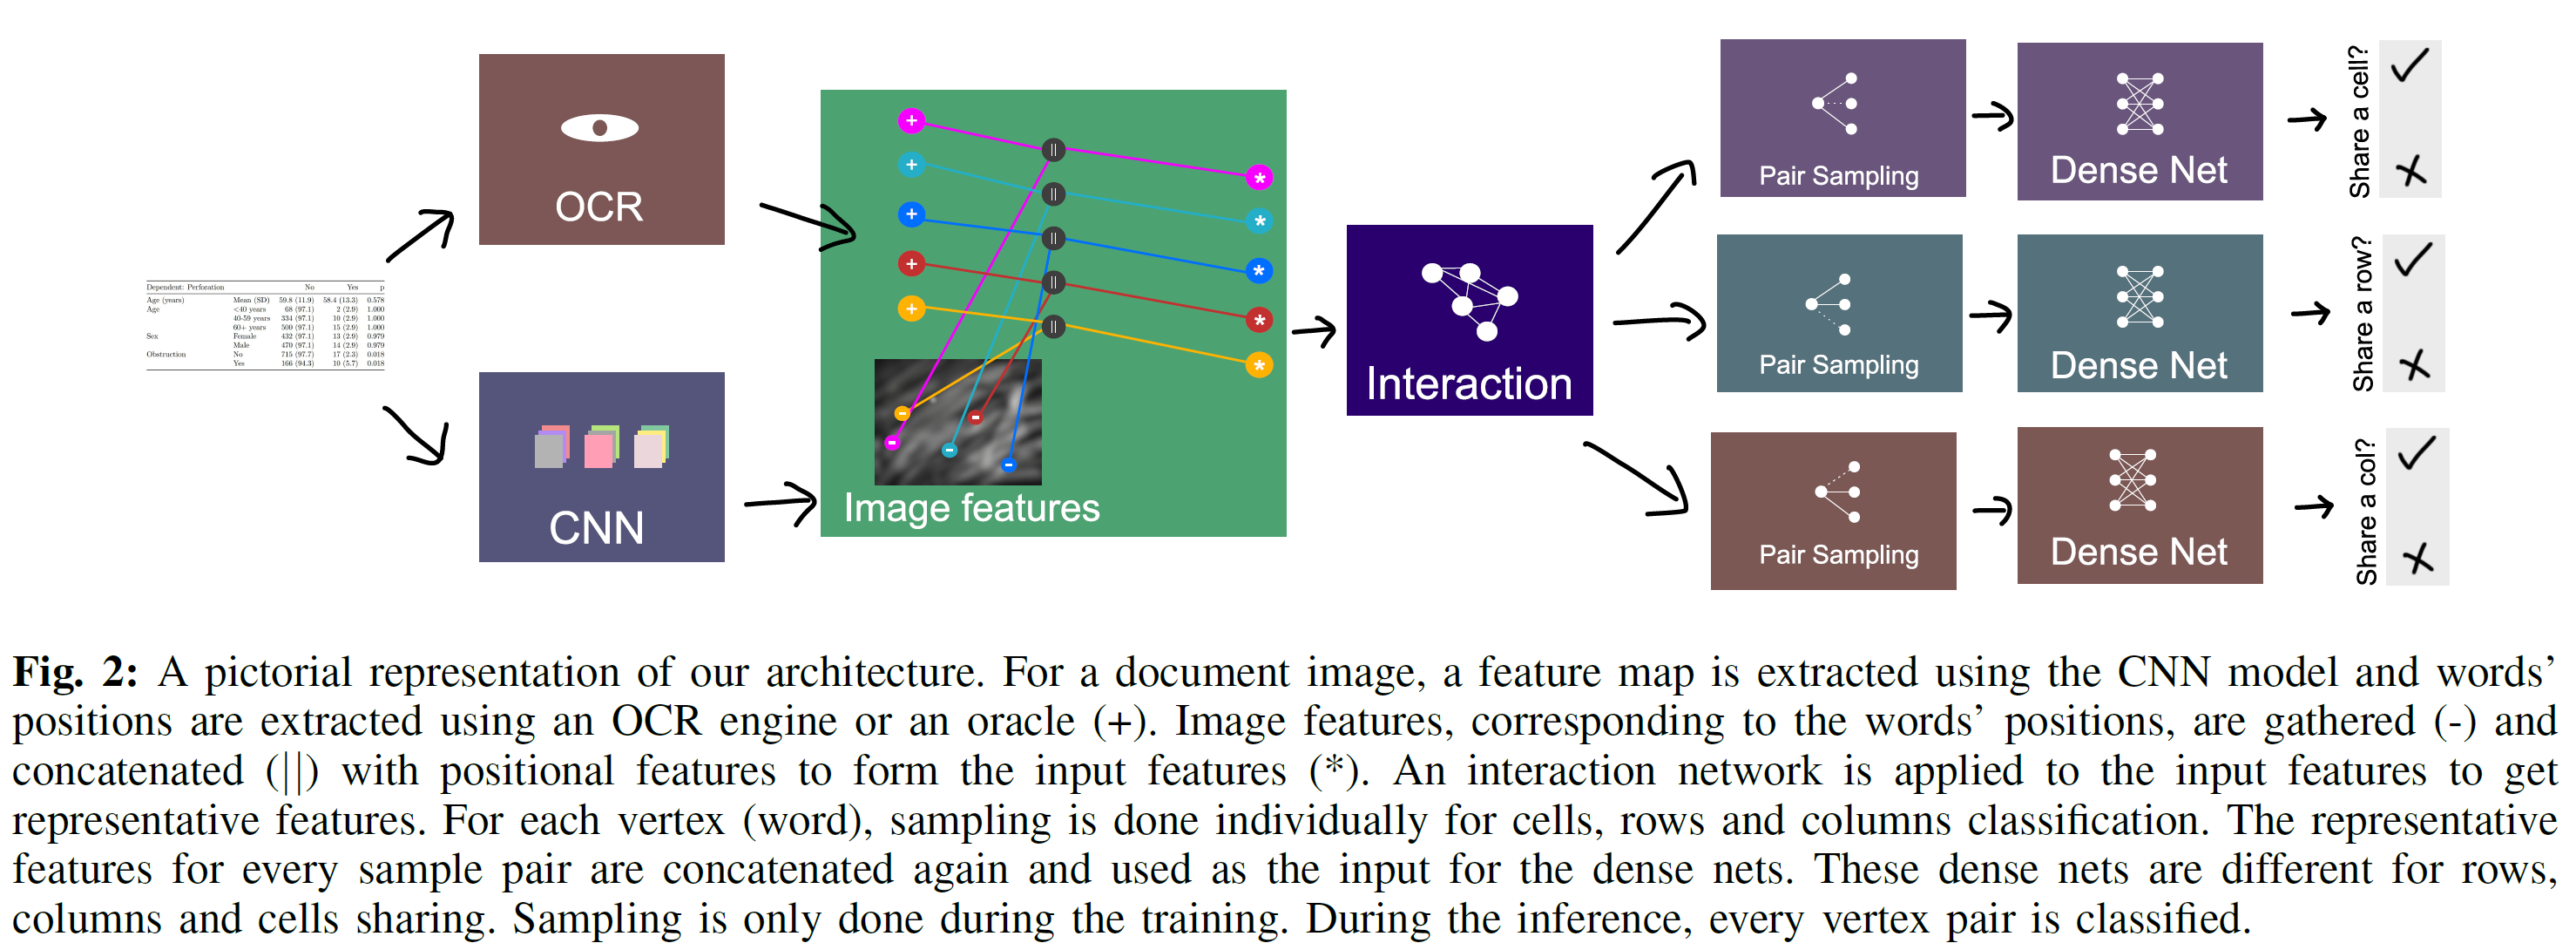 Dependent: Perforation No Yes p
Age (years) Mean (SD) 59.8 (11.9) 58.4 (13.3) 0.578
Age <40 years 68 (97.1) 2 (2.9) 1.000
40-59 years 334 (97.1) 10 (2.9) 1.000
60+ years 500 (97.1) 15 (2.9) 1.000
Sex Female 432 (97.1) 13 (2.9) 0.979
Male 470 (97.1) 14 (2.9) 0.979
Obstruction No 715 (97.7) 17 (2.3) 0.018
Yes 166 (94.3) 10 (5.7) 0.018
OCR
CNN
+
+
+
+
+
||
||
||
||
||
*
*
*
*
*
-
-
-
-
-
Image features
Interaction
Pair Sampling
Dense Net
Share a cell?
Pair Sampling
Dense Net
Share a row?
Pair Sampling
Dense Net
Share a col?
Fig. 2: A pictorial representation of our architecture. For a document image, a feature map is extracted using the CNN model and words’
positions are extracted using an OCR engine or an oracle (+). Image features, corresponding to the words’ positions, are gathered (-) and
concatenated (||) with positional features to form the input features (*). An interaction network is applied to the input features to get
representative features. For each vertex (word), sampling is done individually for cells, rows and columns classification. The representative
features for every sample pair are concatenated again and used as the input for the dense nets. These dense nets are different for rows,
columns and cells sharing. Sampling is only done during the training. During the inference, every vertex pair is classified.